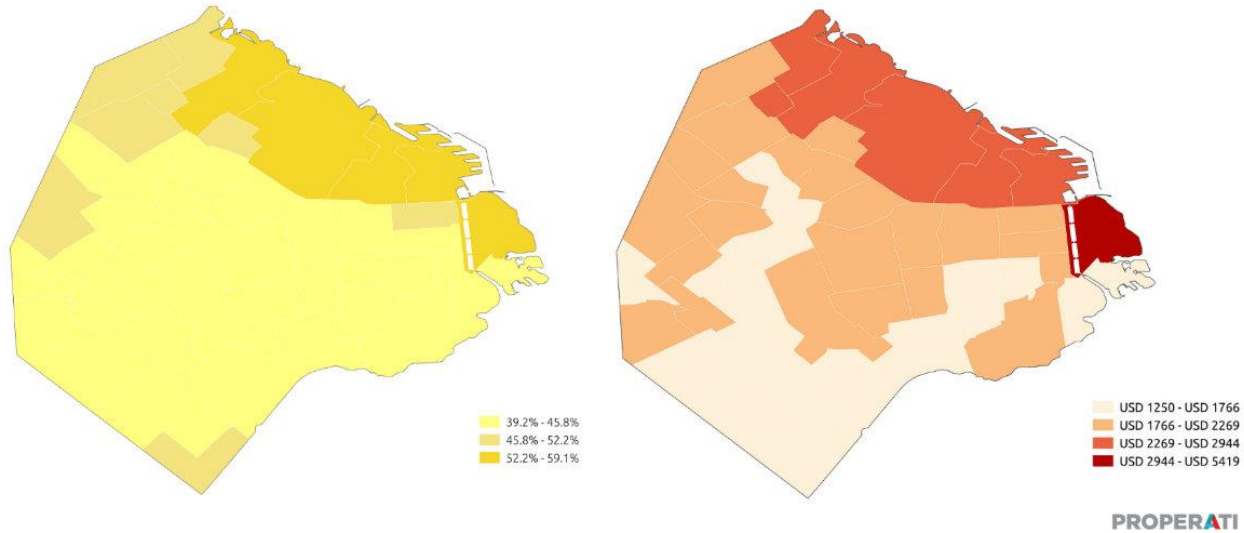 39.2% - 45.8%
45.8% - 52.2%
52.2% - 59.1%
USD 1250 - USD 1766
USD 1766 - USD 2269
USD 2269 - USD 2944
USD 2944 - USD 5419
PROPERATI